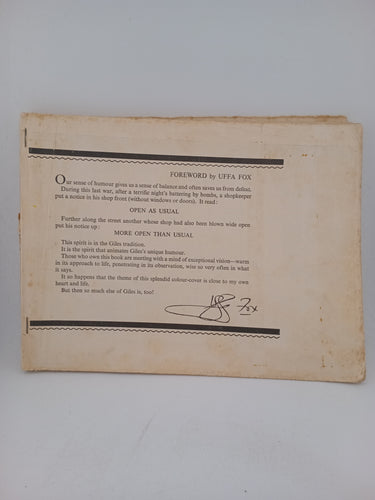 FOREWORD by UFFA FOX
Our sense of humour gives us a sense of balance and often saves us from defeat.
During this last war, after a terrific night's battering by bombs, a shopkeeper
put a notice in his shop front (without windows or doors). It read:
OPEN AS USUAL
Further along the street another whose shop had also been blown wide open
put his notice up:
MORE OPEN THAN USUAL
This spirit is in the Giles tradition.
It is the spirit that animates Giles's unique humour.
Those who own this book are meeting with a mind of exceptional vision—warm
in its approach to life, penetrating in its observation, wise so very often in what
it says.
It so happens that the theme of this splendid colour-cover is close to my own
heart and life.
But then so much else of Giles is, too!
Uffa Fox